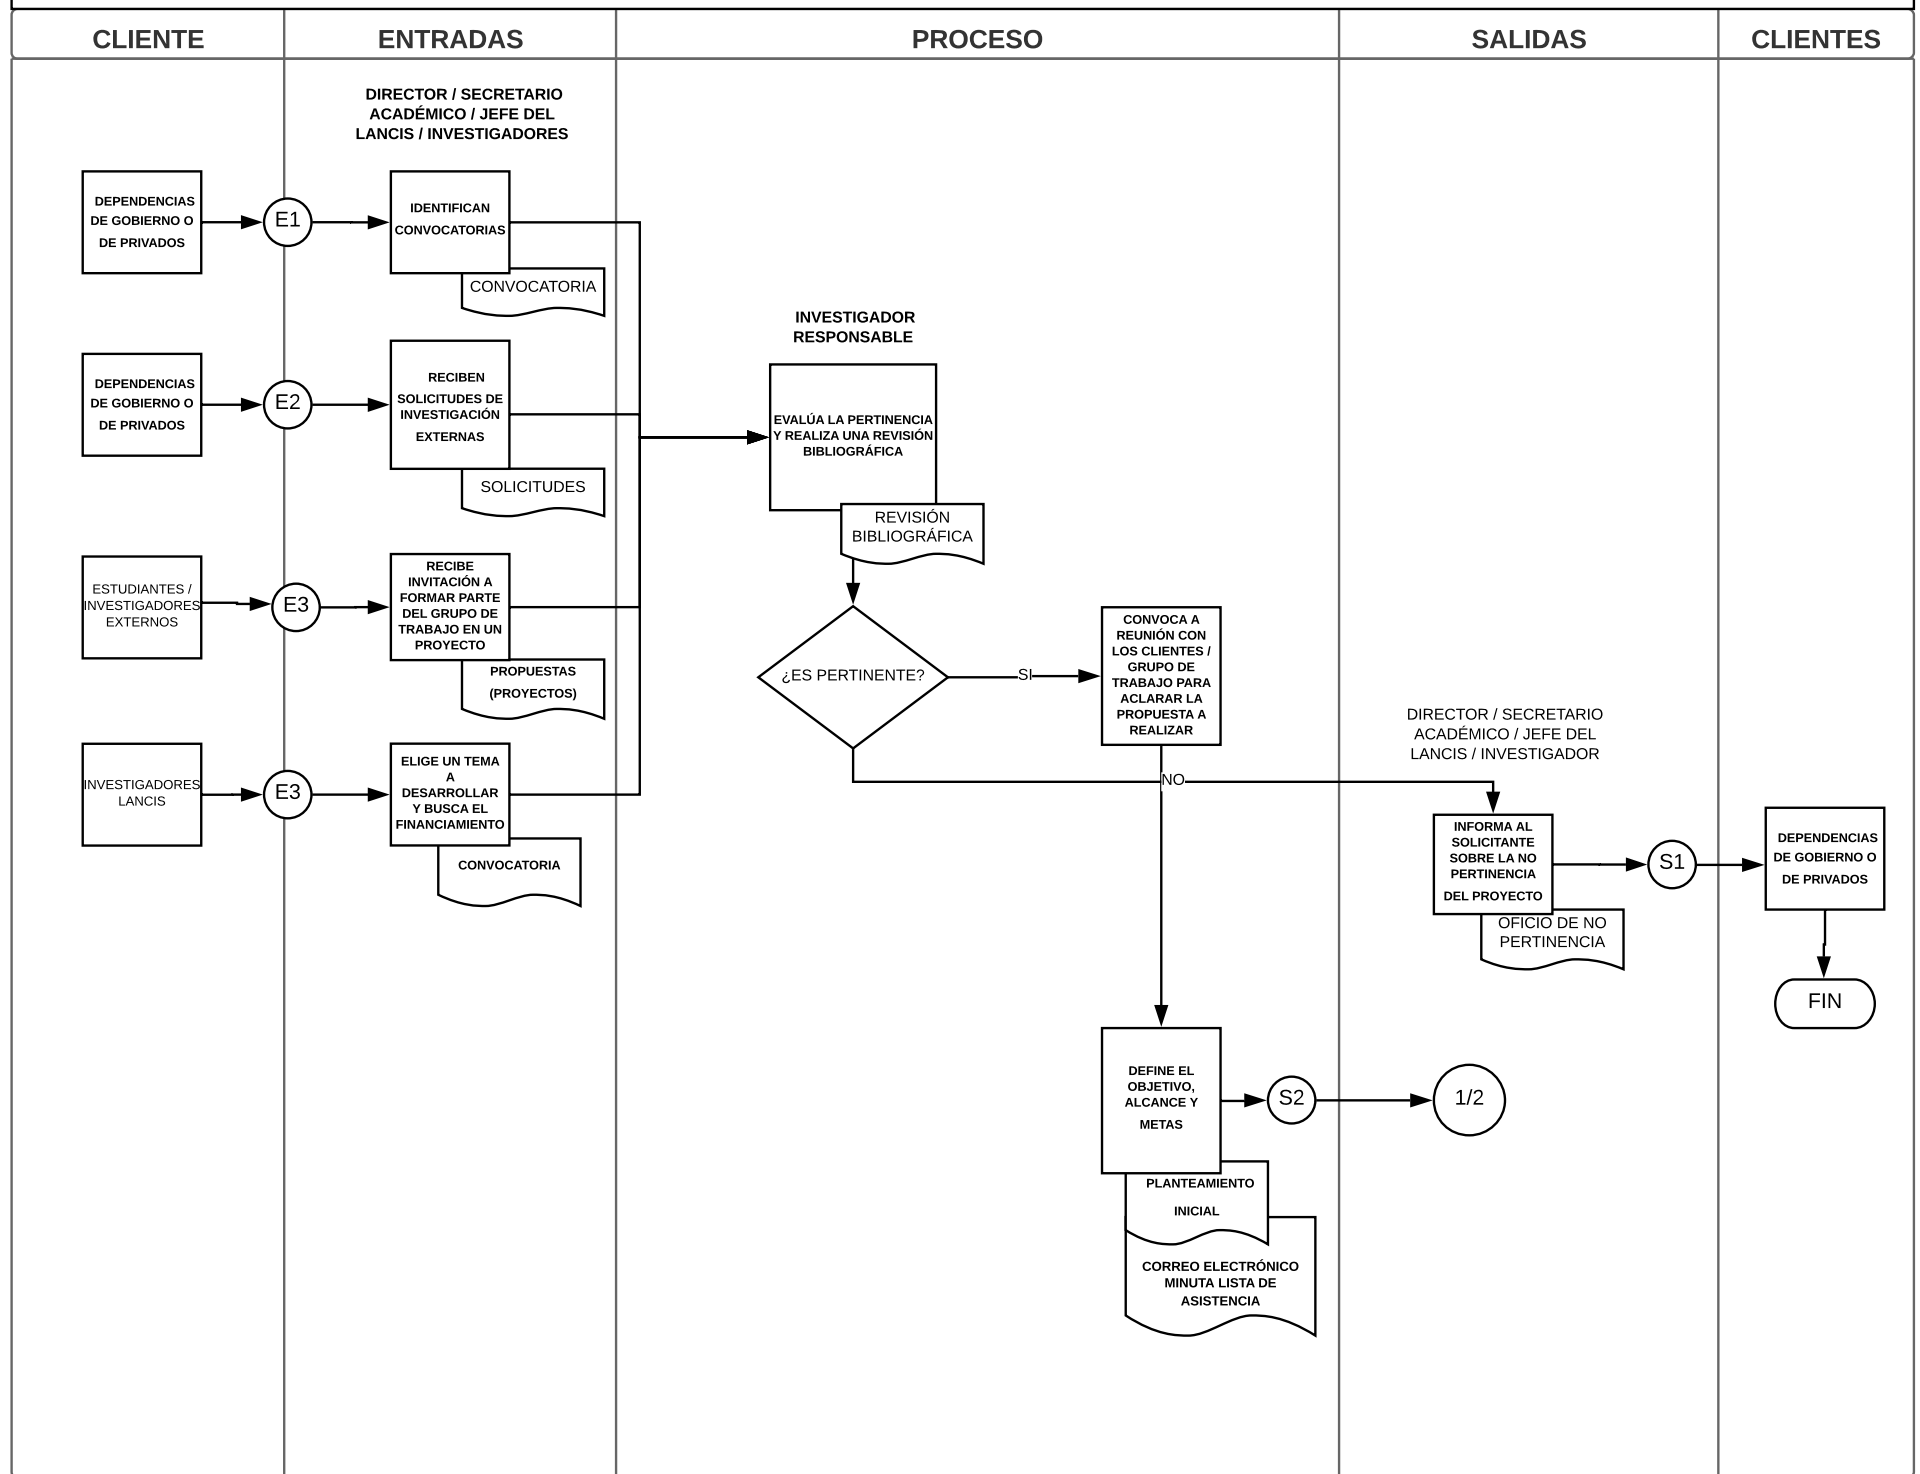 CLIENTE
ENTRADAS
PROCESO
SALIDAS
CLIENTES
DIRECTOR / SECRETARIO
ACADÉMICO / JEFE DEL
LANCIS / INVESTIGADORES
DEPENDENCIAS
DE GOBIERNO O
DE PRIVADOS
E1
IDENTIFICAN
CONVOCATORIAS
CONVOCATORIA
DEPENDENCIAS
DE GOBIERNO O
DE PRIVADOS
E2
RECIBEN
SOLICITUDES DE
INVESTIGACIÓN
EXTERNAS
SOLICITUDES
ESTUDIANTES /
INVESTIGADORES
EXTERNOS
E3
RECIBE
INVITACIÓN A
FORMAR PARTE
DEL GRUPO DE
TRABAJO EN UN
PROYECTO
PROPUESTAS
(PROYECTOS)
INVESTIGADORES
LANCIS
E3
ELIGE UN TEMA
A
DESARROLLAR
Y BUSCA EL
FINANCIAMIENTO
CONVOCATORIA
INVESTIGADOR
RESPONSABLE
EVALÚA LA PERTINENCIA
Y REALIZA UNA REVISIÓN
BIBLIOGRÁFICA
REVISIÓN
BIBLIOGRÁFICA
¿ES PERTINENTE?
SI
CONVOCA A
REUNIÓN CON
LOS CLIENTES /
GRUPO DE
TRABAJO PARA
ACLARAR LA
PROPUESTA A
REALIZAR
NO
DIRECTOR / SECRETARIO
ACADÉMICO / JEFE DEL
LANCIS / INVESTIGADOR
INFORMA AL
SOLICITANTE
SOBRE LA NO
PERTINENCIA
DEL PROYECTO
OFICIO DE NO
PERTINENCIA
S1
DEPENDENCIAS
DE GOBIERNO O
DE PRIVADOS
FIN
DEFINE EL
OBJETIVO,
ALCANCE Y
METAS
S2
1/2
PLANTEAMIENTO
INICIAL
CORREO ELECTRÓNICO
MINUTA LISTA DE
ASISTENCIA